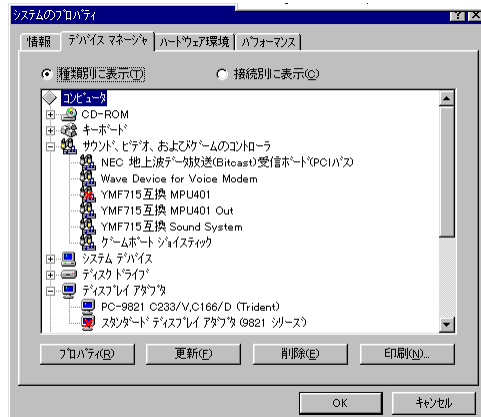 システムのプロパティ
情報 デバイス マネージャ ハードウェア環境 パフォーマンス
種類別に表示(T) 接続別に表示(C)
コンピュータ
CD-ROM
キーボード
サウンド、ビデオ、およびゲームのコントローラ
NEC 地上波データ放送(Bitcast)受信ボード(PCIバス)
Wave Device for Voice Modem
YMF715互換 MPU401
YMF715互換 MPU401 Out
YMF715互換 Sound System
ゲームポート ジョイスティック
システム デバイス
ディスク ドライブ
ディスプレイ アダプタ
PC-9821 C233/V,C166/D (Trident)
スタンダード ディスプレイ アダプタ (9821 シリーズ)
プロパティ(R) 更新(F) 削除(E) 印刷(N)...
OK キャンセル